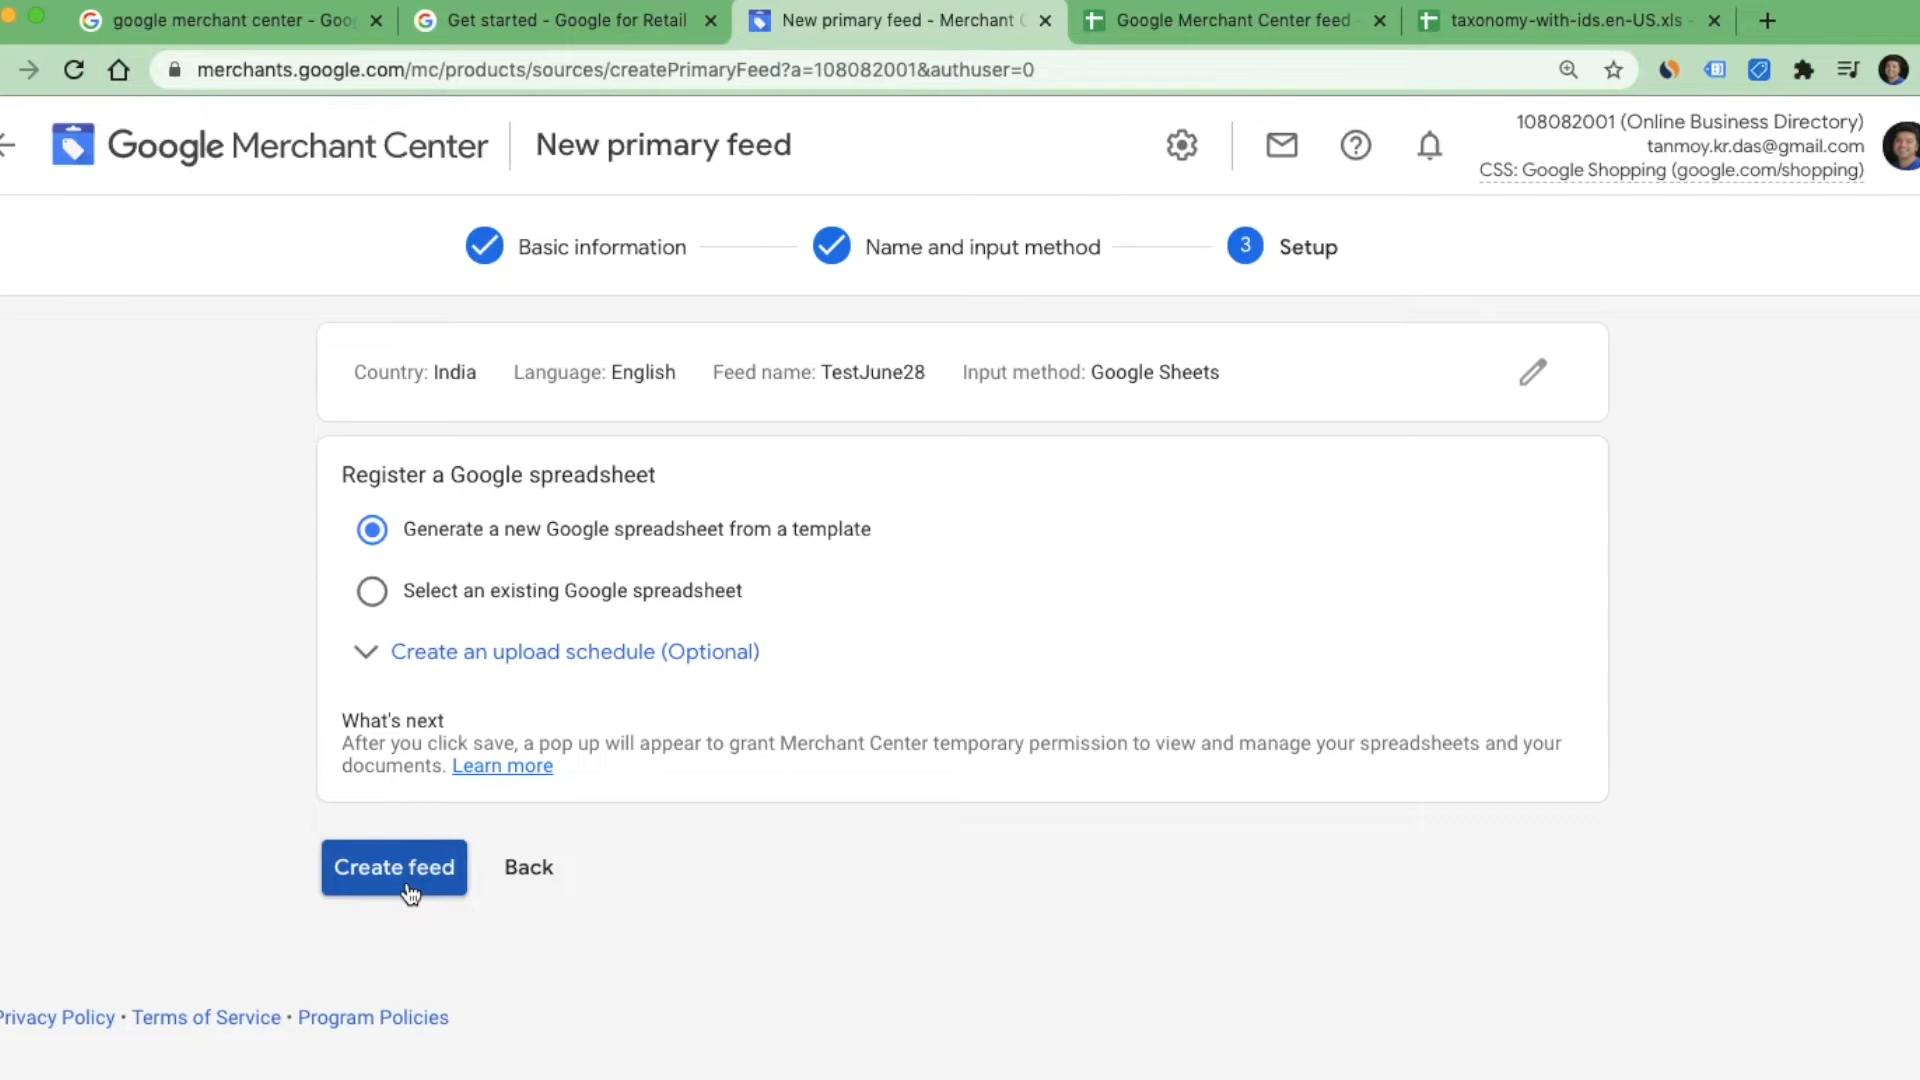 google merchant center - Goo
Get started - Google for Retail
New primary feed - Merchant C
Google Merchant Center feed
taxonomy-with-ids.en-US.xls -
merchants.google.com/mc/products/sources/createPrimaryFeed?a=108082001&authuser=0
Google Merchant Center
New primary feed
108082001 (Online Business Directory)
tanmoy.kr.das@gmail.com
CSS: Google Shopping (google.com/shopping)
Basic information
Name and input method
3 Setup
Country: India Language: English Feed name: TestJune28 Input method: Google Sheets
Register a Google spreadsheet
Generate a new Google spreadsheet from a template
Select an existing Google spreadsheet
Create an upload schedule (Optional)
What's next
After you click save, a pop up will appear to grant Merchant Center temporary permission to view and manage your spreadsheets and your
documents. Learn more
Create feed Back
Privacy Policy • Terms of Service • Program Policies